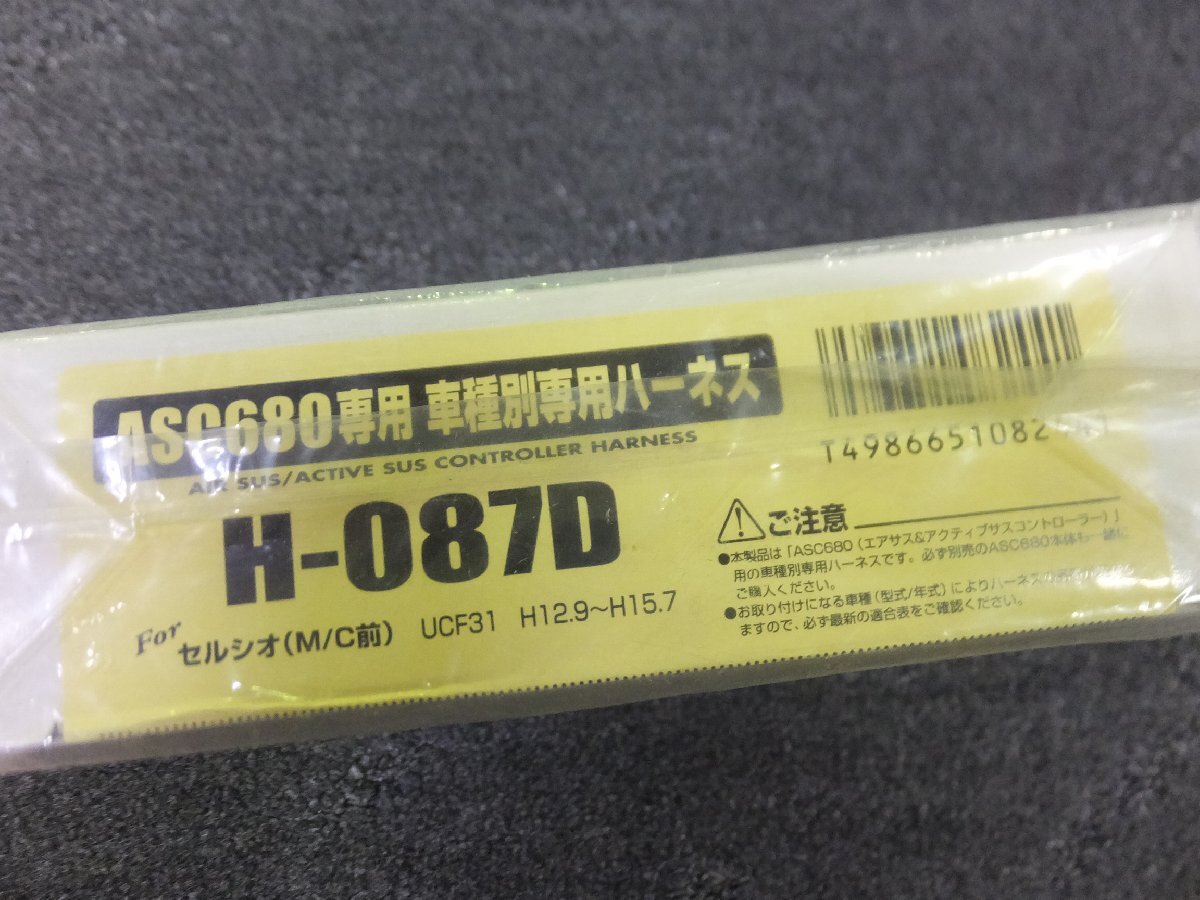 ASC680専用 車種別専用ハーネス
AIR SUS/ACTIVE SUS CONTROLLER HARNESS
H-087D
For セルシオ(M/C前) UCF31 H12.9〜H15.7
T49866510824
ご注意
●本製品は「ASC680(エアサス&アクティブサスコントローラー)」
用の車種別専用ハーネスです。必ず別売のASC680本体も一緒に
ご購入ください。
●お取り付けになる車種(型式/年式)によりハーネス
ますので、必ず最新の適合表をご確認ください。